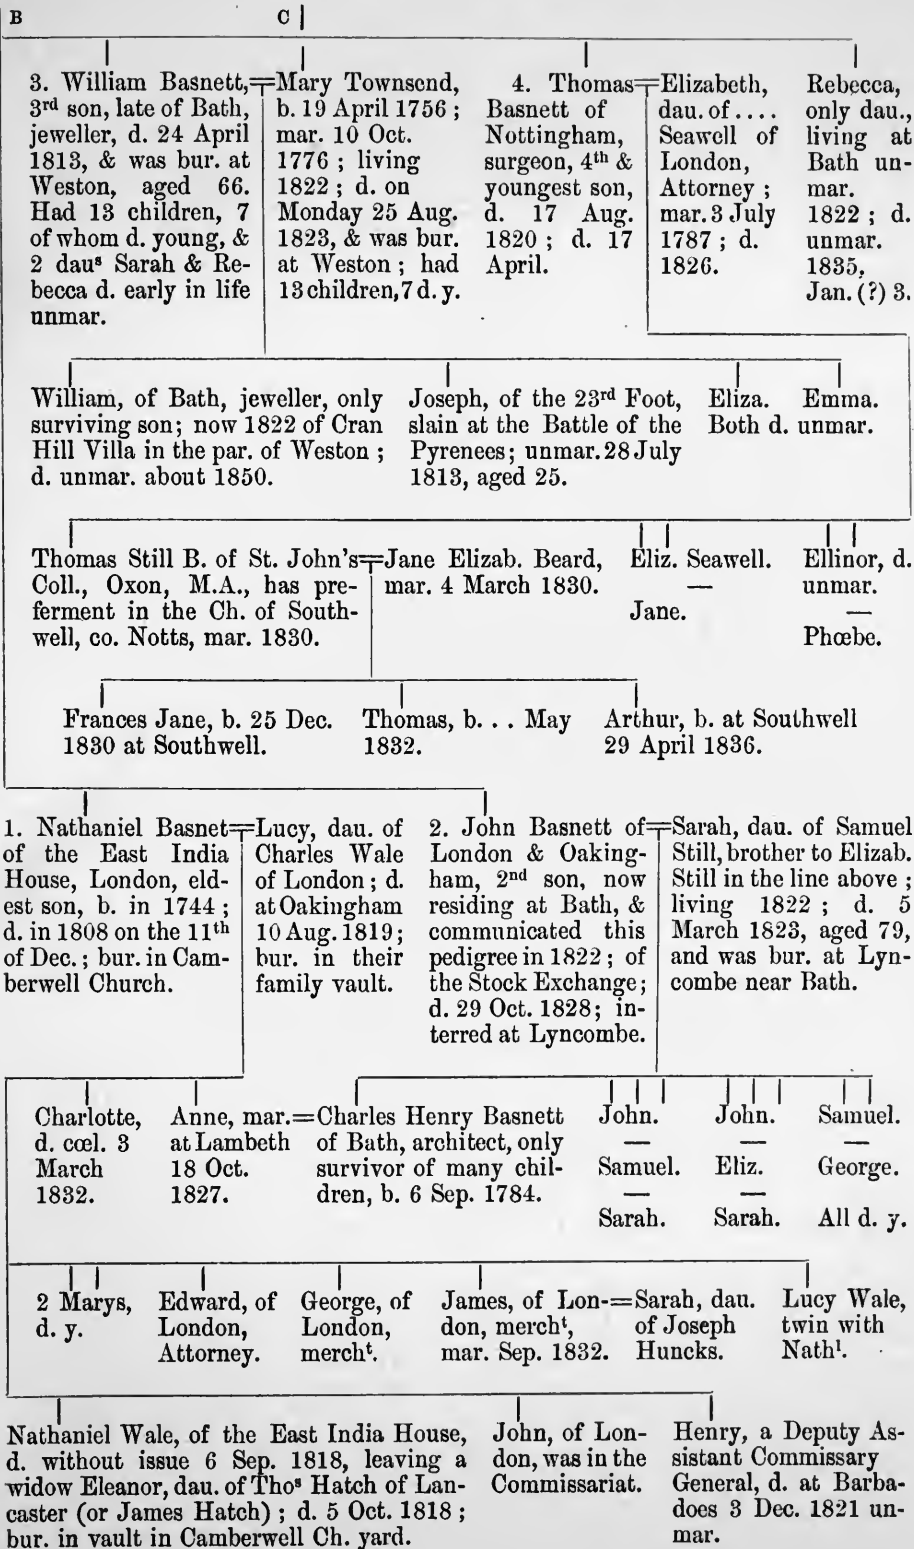 B
C
3. William Basnett,
3rd son, late of Bath,
jeweller, d. 24 April
1813, & was bur. at
Weston, aged 66.
Had 13 children, 7
of whom d. young, &
2 daus Sarah & Re-
becca d. early in life
unmar.
Mary Townsend,
b. 19 April 1756 ;
mar. 10 Oct.
1776 ; living
1822 ; d. on
Monday 25 Aug.
1823, & was bur.
at Weston ; had
13 children, 7 d. y.
4. Thomas
Basnett of
Nottingham,
surgeon, 4th &
youngest son,
d. 17 Aug.
1820 ; d. 17
April.
Elizabeth,
dau. of . . . .
Seawell of
London,
Attorney ;
mar. 3 July
1787 ; d.
1826.
Rebecca,
only dau.,
living at
Bath un-
mar.
1822 ; d.
unmar.
1835,
Jan. (?) 3.
William, of Bath, jeweller, only
surviving son; now 1822 of Cran
Hill Villa in the par. of Weston ;
d. unmar. about 1850.
Joseph, of the 23rd Foot,
slain at the Battle of the
Pyrenees; unmar. 28 July
1813, aged 25.
Eliza. Emma.
Both d. unmar.
Thomas Still B. of St. John's
Coll., Oxon, M.A., has pre-
ferment in the Ch. of South-
well, co. Notts, mar. 1830.
Jane Elizab. Beard,
mar. 4 March 1830.
Eliz. Seawell.
—
Jane.
Ellinor, d.
unmar.
—
Phœbe.
Frances Jane, b. 25 Dec.
1830 at Southwell.
Thomas, b. . . May
1832.
Arthur, b. at Southwell
29 April 1836.
1. Nathaniel Basnet
of the East India
House, London, eld-
est son, b. in 1744 ;
d. in 1808 on the 11th
of Dec. ; bur. in Cam-
berwell Church.
Lucy, dau. of
Charles Wale
of London ; d.
at Oakingham
10 Aug. 1819;
bur. in their
family vault.
2. John Basnett of
London & Oaking-
ham, 2nd son, now
residing at Bath, &
communicated this
pedigree in 1822 ; of
the Stock Exchange;
d. 29 Oct. 1828; in-
terred at Lyncombe.
Sarah, dau. of Samuel
Still, brother to Elizab.
Still in the line above ;
living 1822 ; d. 5
March 1823, aged 79,
and was bur. at Lyn-
combe near Bath.
Charlotte,
d. cœl. 3
March
1832.
Anne, mar.
at Lambeth
18 Oct.
1827.
=Charles Henry Basnett
of Bath, architect, only
survivor of many chil-
dren, b. 6 Sep. 1784.
John.
—
Samuel.
—
Sarah.
John.
—
Eliz.
—
Sarah.
Samuel.
—
George.
All d. y.
2 Marys,
d. y.
Edward, of
London,
Attorney.
George, of
London,
mercht.
James, of Lon-
don, mercht,
mar. Sep. 1832.
=Sarah, dau.
of Joseph
Huncks.
Lucy Wale,
twin with
Nathl.
Nathaniel Wale, of the East India House,
d. without issue 6 Sep. 1818, leaving a
widow Eleanor, dau. of Thos Hatch of Lan-
caster (or James Hatch) ; d. 5 Oct. 1818 ;
bur. in vault in Camberwell Ch. yard.
John, of Lon-
don, was in the
Commissariat.
Henry, a Deputy As-
sistant Commissary
General, d. at Barba-
does 3 Dec. 1821 un-
mar.